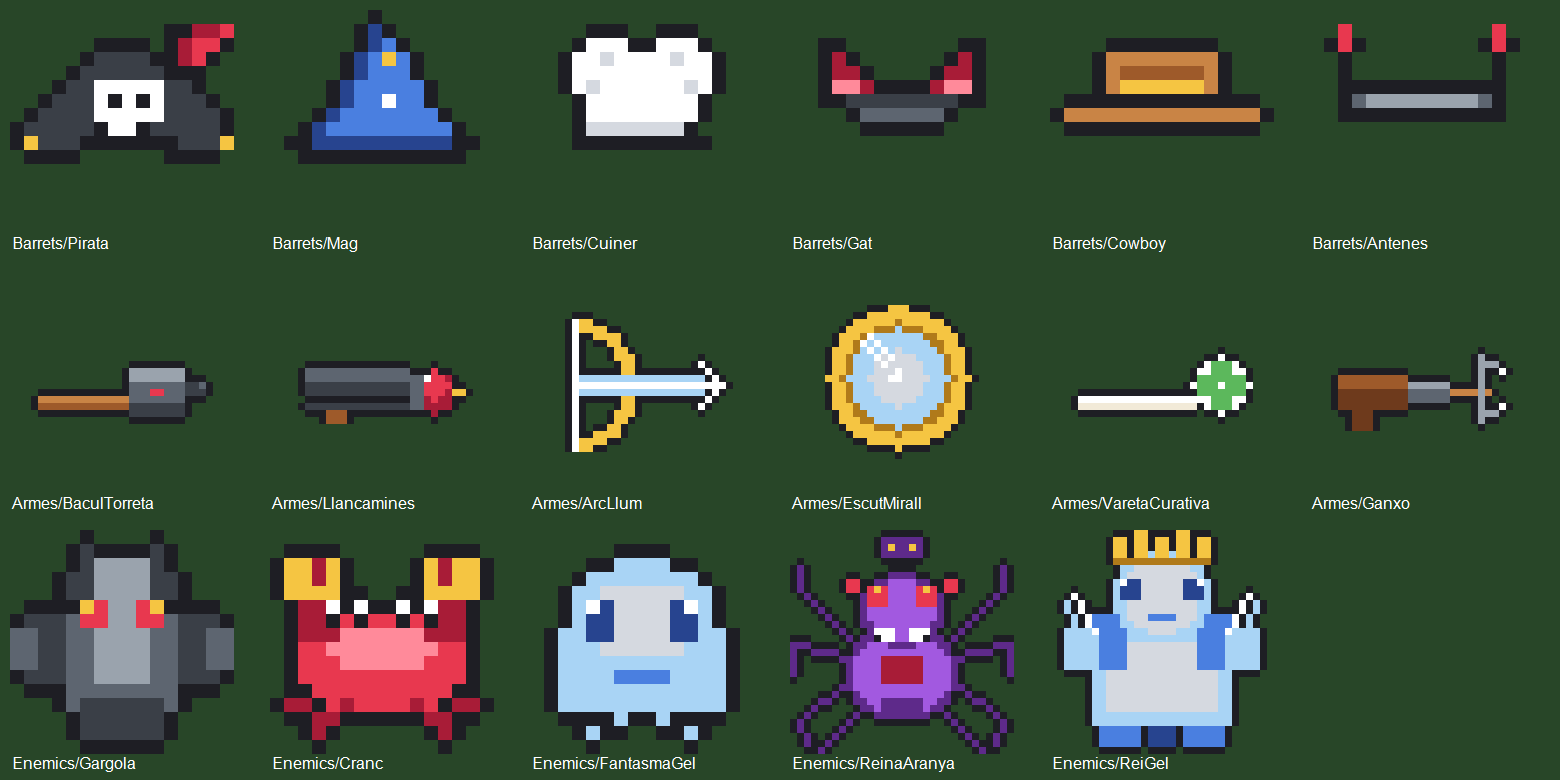 Barrets/Pirata
Barrets/Mag
Barrets/Cuiner
Barrets/Gat
Barrets/Cowboy
Barrets/Antenes
Armes/BaculTorreta
Armes/Llancamines
Armes/ArcLlum
Armes/EscutMirall
Armes/VaretaCurativa
Armes/Ganxo
Enemics/Gargola
Enemics/Cranc
Enemics/FantasmaGel
Enemics/ReinaAranya
Enemics/ReiGel